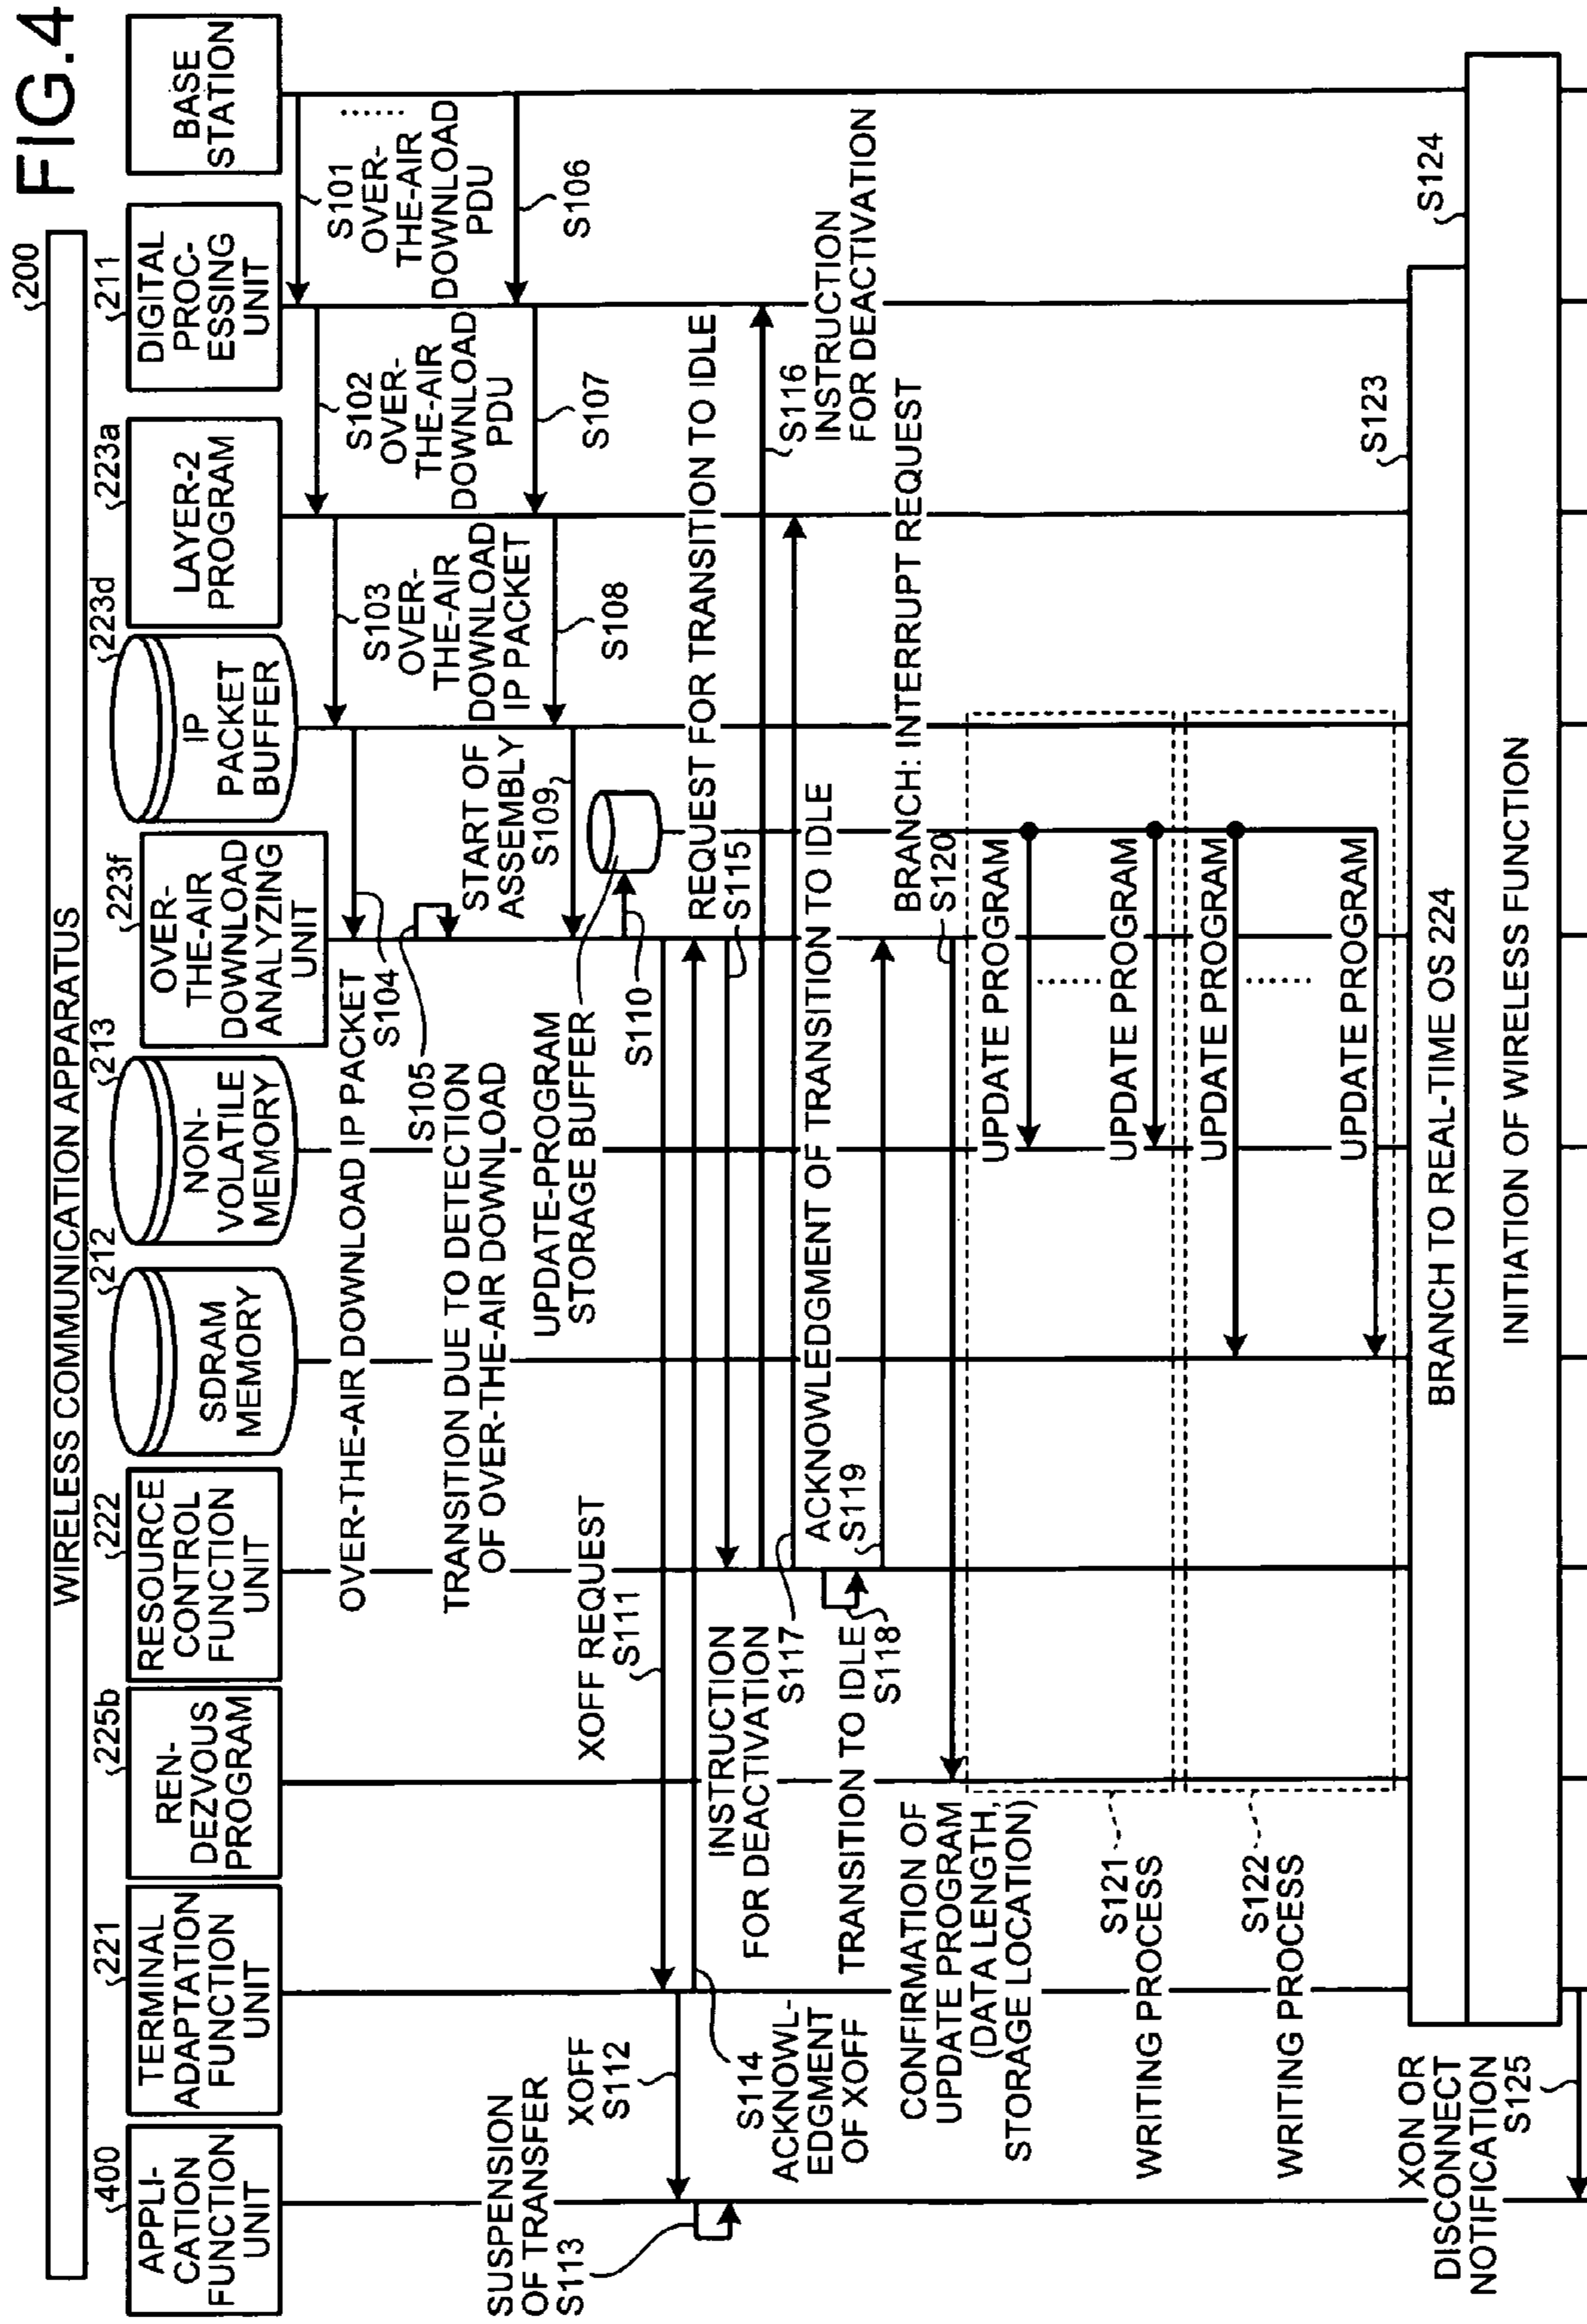 FIG.4
200
WIRELESS COMMUNICATION APPARATUS
400
221
225b
222
212
213
223f
223d
223a
211
APPLI-
CATION
FUNCTION
UNIT
TERMINAL
ADAPTATION
FUNCTION
UNIT
REN-
DEZVOUS
PROGRAM
RESOURCE
CONTROL
FUNCTION
UNIT
SDRAM
MEMORY
NON-
VOLATILE
MEMORY
OVER-
THE-AIR
DOWNLOAD
ANALYZING
UNIT
IP
PACKET
BUFFER
LAYER-2
PROGRAM
DIGITAL
PROC-
ESSING
UNIT
BASE
STATION
S101
OVER-
THE-AIR
DOWNLOAD
PDU
S102
OVER-
THE-AIR
DOWNLOAD
PDU
S103
OVER-
THE-AIR
DOWNLOAD
IP PACKET
OVER-THE-AIR DOWNLOAD IP PACKET
S104
S105
TRANSITION DUE TO DETECTION
OF OVER-THE-AIR DOWNLOAD
START OF
ASSEMBLY
S106
S107
S108
S109
UPDATE-PROGRAM
STORAGE BUFFER
S110
XOFF REQUEST
S111
XOFF
S112
SUSPENSION
OF TRANSFER
S113
S114
ACKNOWL-
EDGMENT
OF XOFF
REQUEST FOR TRANSITION TO IDLE
S115
S116
INSTRUCTION
FOR DEACTIVATION
INSTRUCTION
FOR DEACTIVATION
S117
TRANSITION TO IDLE
S118
ACKNOWLEDGMENT OF TRANSITION TO IDLE
S119
BRANCH: INTERRUPT REQUEST
S120
CONFIRMATION OF
UPDATE PROGRAM
(DATA LENGTH,
STORAGE LOCATION)
UPDATE PROGRAM
UPDATE PROGRAM
S121
WRITING PROCESS
UPDATE PROGRAM
UPDATE PROGRAM
S122
WRITING PROCESS
S123
BRANCH TO REAL-TIME OS 224
S124
INITIATION OF WIRELESS FUNCTION
XON OR
DISCONNECT
NOTIFICATION
S125